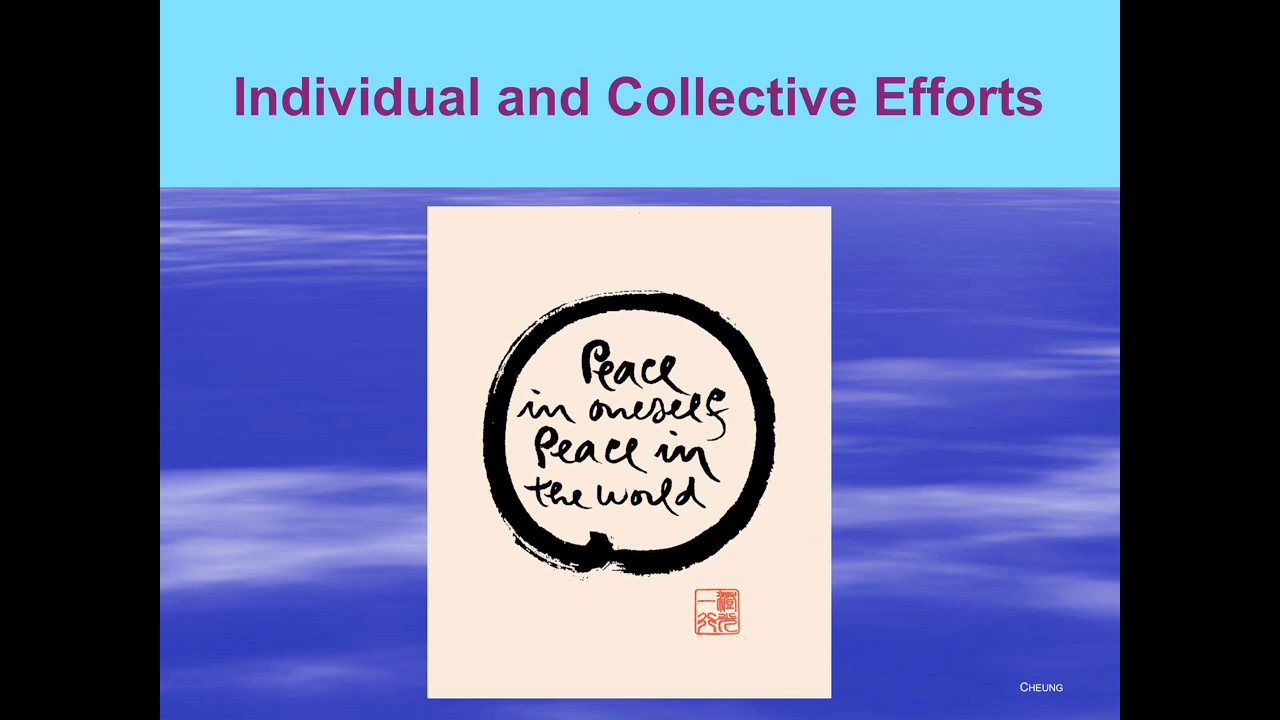 Individual and Collective Efforts
Peace
in oneself
Peace in
the world
CHEUNG